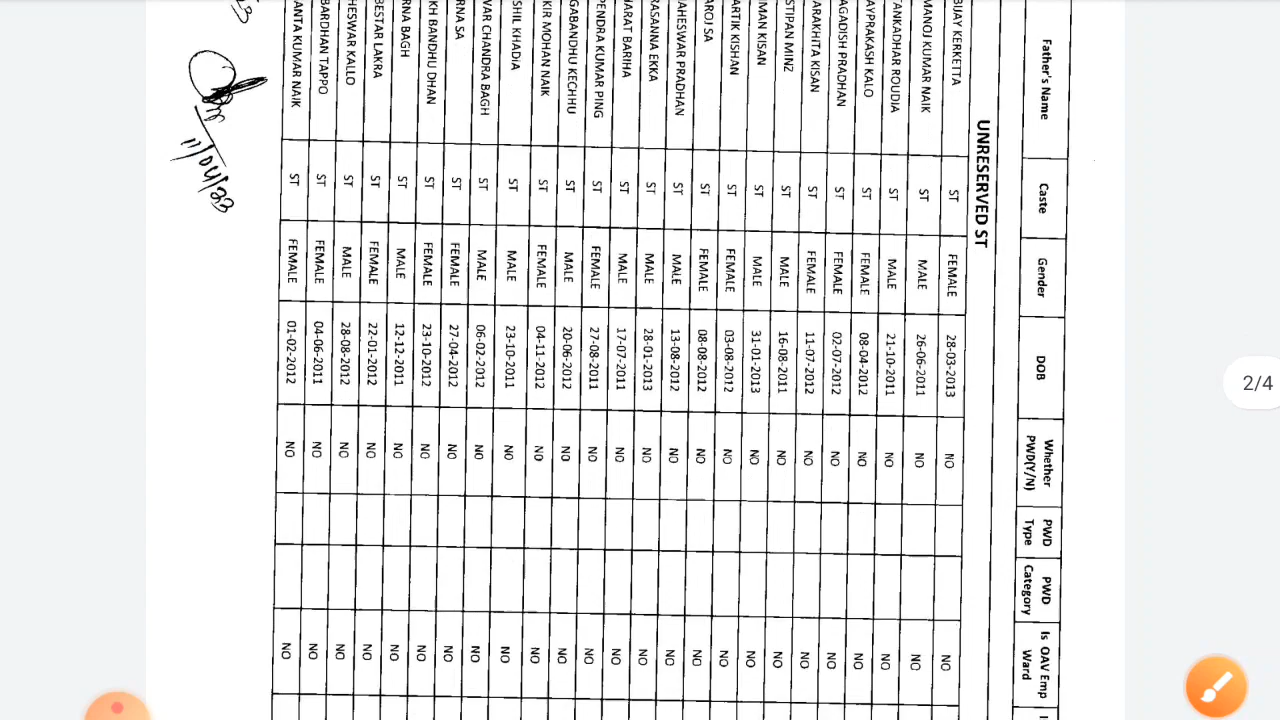 Father's Name Caste Gender DOB Whether PWD(Y/N) PWD Type PWD Category Is OAV Emp Ward
UNRESERVED ST
BIJAY KERKETTA ST FEMALE 28-03-2013 NO NO
MANOJ KUMAR NAIK ST MALE 26-06-2011 NO NO
TANKADHAR ROUDIA ST MALE 21-10-2011 NO NO
AYPRAKASH KALO ST FEMALE 08-04-2012 NO NO
AGADISH PRADHAN ST FEMALE 02-07-2012 NO NO
ARAKHITA KISAN ST FEMALE 11-07-2012 NO NO
STIPAN MINZ ST MALE 16-08-2011 NO NO
IMAN KISAN ST MALE 31-01-2013 NO NO
ARTIK KISHAN ST FEMALE 03-08-2012 NO NO
AROJ SA ST FEMALE 08-08-2012 NO NO
AHESWAR PRADHAN ST MALE 13-08-2012 NO NO
RASANNA EKKA ST MALE 28-01-2013 NO NO
HARAT BARIHA ST MALE 17-07-2011 NO NO
PENDRA KUMAR PING ST FEMALE 27-08-2011 NO NO
GABANDHU KECHHU ST MALE 20-06-2012 NO NO
KIR MOHAN NAIK ST FEMALE 04-11-2012 NO NO
SHIL KHADIA ST MALE 23-10-2011 NO NO
WAR CHANDRA BAGH ST MALE 06-02-2012 NO NO
RNA SA ST FEMALE 27-04-2012 NO NO
KH BANDHU DHAN ST FEMALE 23-10-2012 NO NO
RNA BAGH ST MALE 12-12-2011 NO NO
BESTAR LAKRA ST FEMALE 22-01-2012 NO NO
HESWAR KALLO ST MALE 28-08-2012 NO NO
BARDHAN TAPPO ST FEMALE 04-06-2011 NO NO
ANTA KUMAR NAIK ST FEMALE 01-02-2012 NO NO
11/04/23
2/4